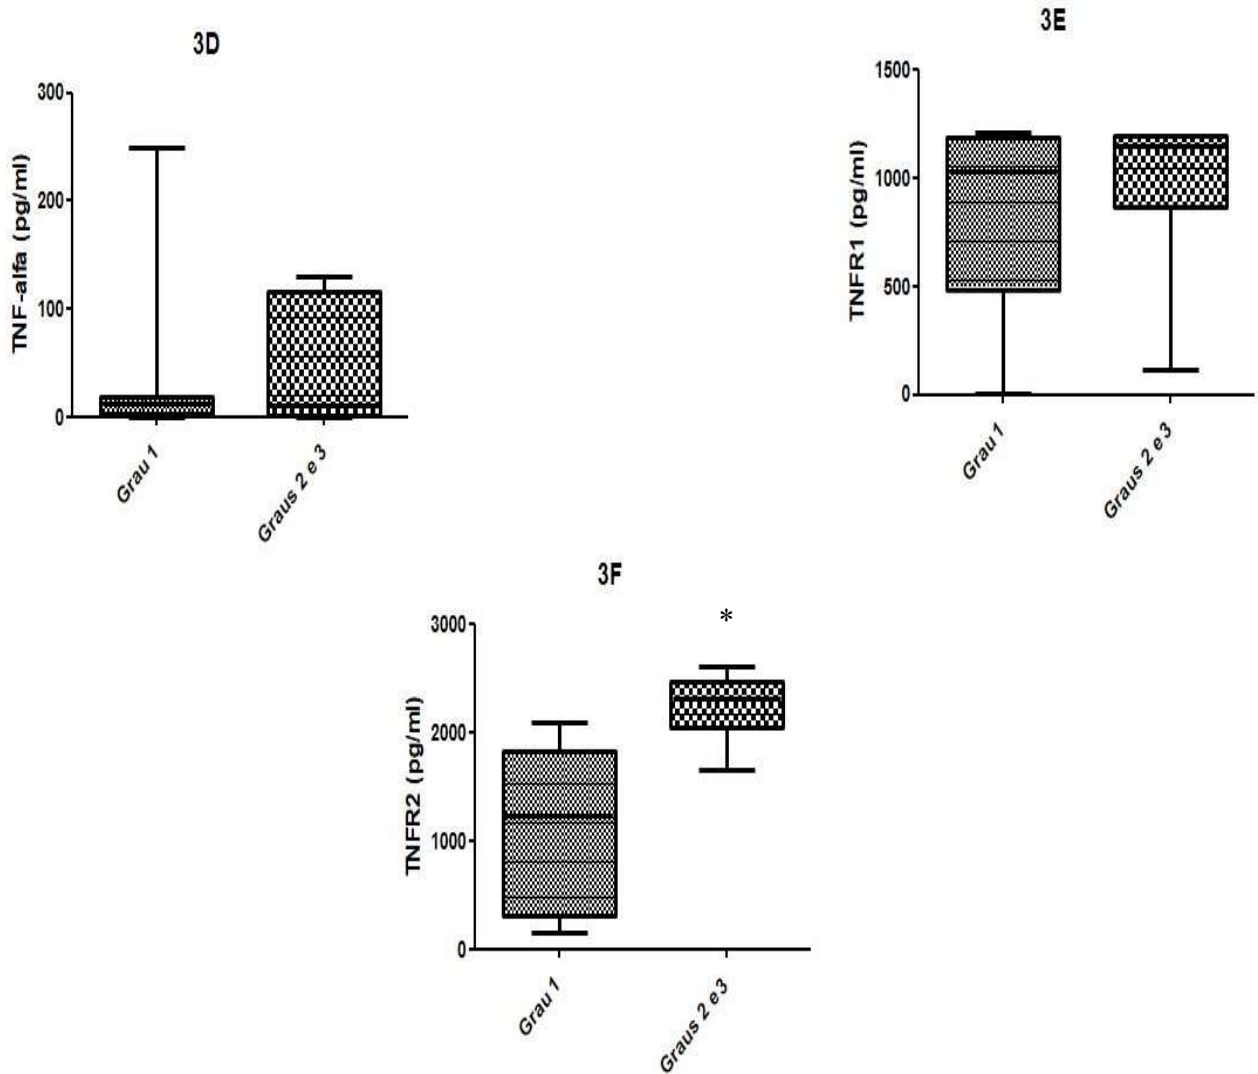 3D
TNF-alfa (pg/ml)
300
200
100
0
Grau 1
Graus 2 e 3
3E
TNFR1 (pg/ml)
1500
1000
500
0
Grau 1
Graus 2 e 3
3F
*
TNFR2 (pg/ml)
3000
2000
1000
0
Grau 1
Graus 2 e 3